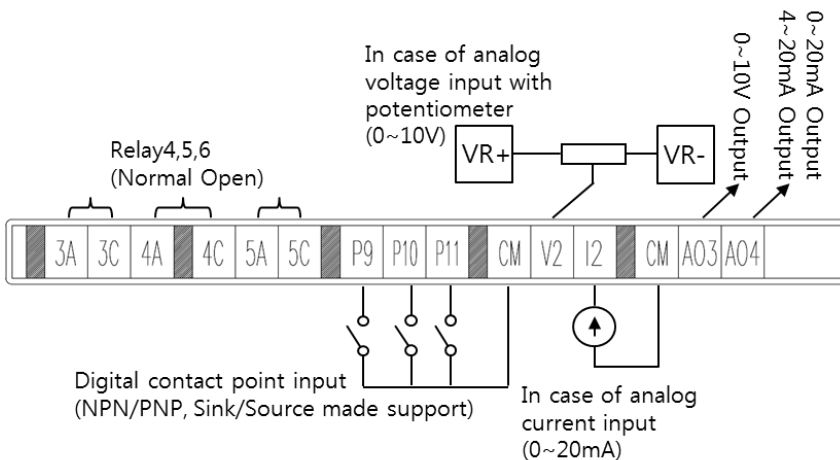 In case of analog
voltage input with
potentiometer
(0~10V)
VR+
VR-
0~10V Output
0~20mA Output
4~20mA Output
Relay4,5,6
(Normal Open)
3A 3C 4A 4C 5A 5C P9 P10 P11 CM V2 I2 CM AO3 AO4
Digital contact point input
(NPN/PNP, Sink/Source made support)
In case of analog
current input
(0~20mA)